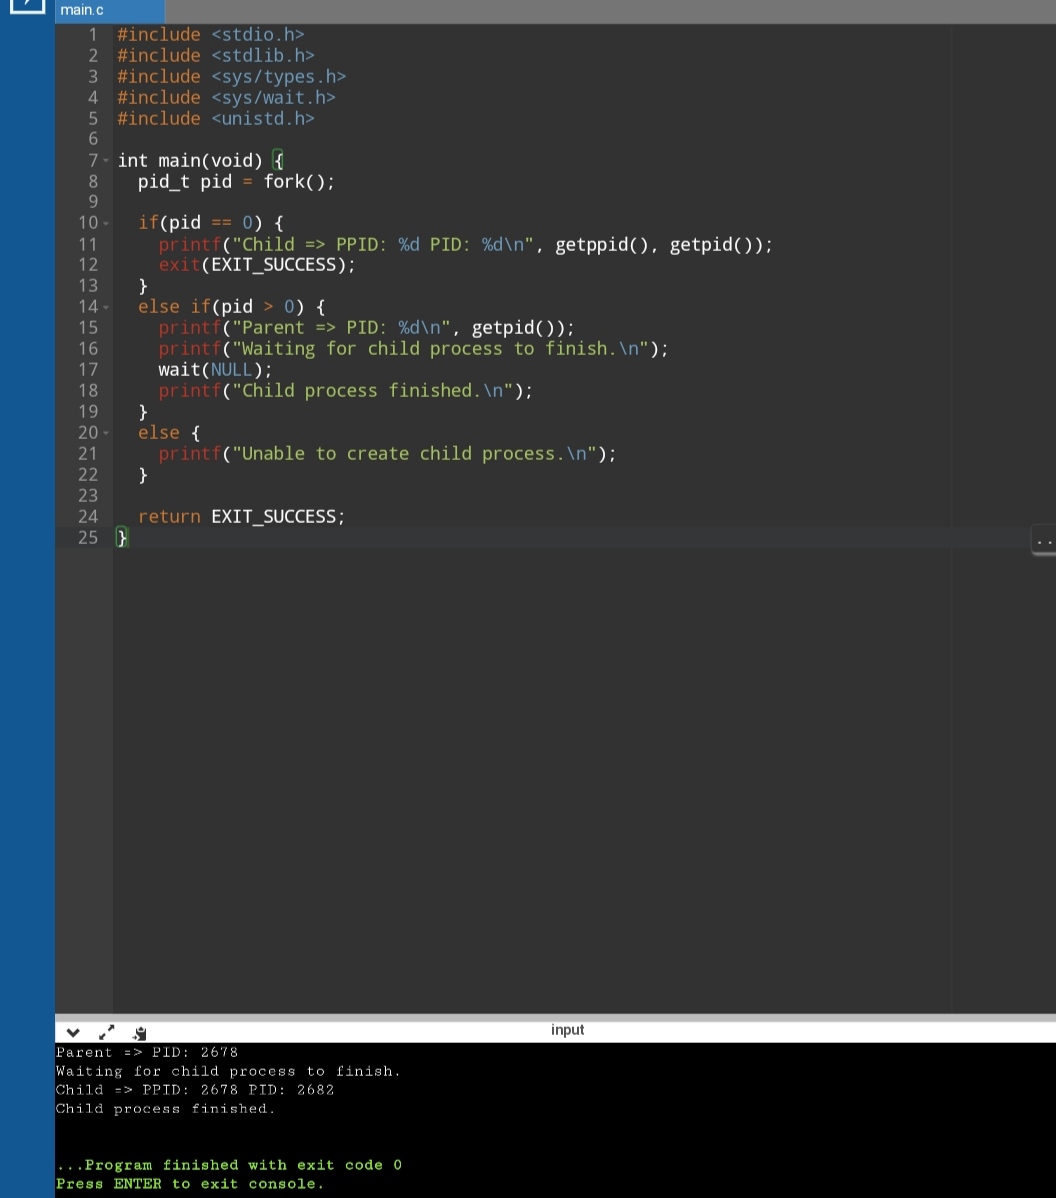 main.c
1 #include <stdio.h>
2 #include <stdlib.h>
3 #include <sys/types.h>
4 #include <sys/wait.h>
5 #include <unistd.h>
6
7 int main(void) {
8   pid_t pid = fork();
9
10   if(pid == 0) {
11     printf("Child => PPID: %d PID: %d\n", getppid(), getpid());
12     exit(EXIT_SUCCESS);
13   }
14   else if(pid > 0) {
15     printf("Parent => PID: %d\n", getpid());
16     printf("Waiting for child process to finish.\n");
17     wait(NULL);
18     printf("Child process finished.\n");
19   }
20   else {
21     printf("Unable to create child process.\n");
22   }
23
24   return EXIT_SUCCESS;
25 }
..
input
Parent => PID: 2678
Waiting for child process to finish.
Child => PPID: 2678 PID: 2682
Child process finished.
...Program finished with exit code 0
Press ENTER to exit console.